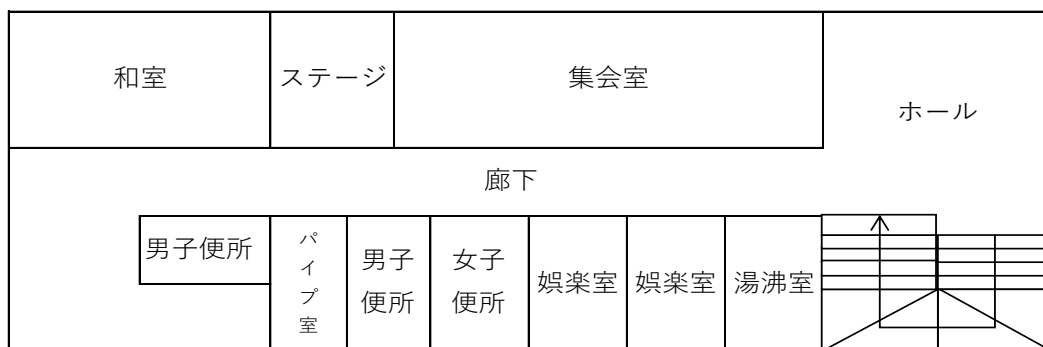 和室
ステージ
集会室
ホール
廊下
男子便所
パイプ室
男子
便所
女子
便所
娯楽室
娯楽室
湯沸室